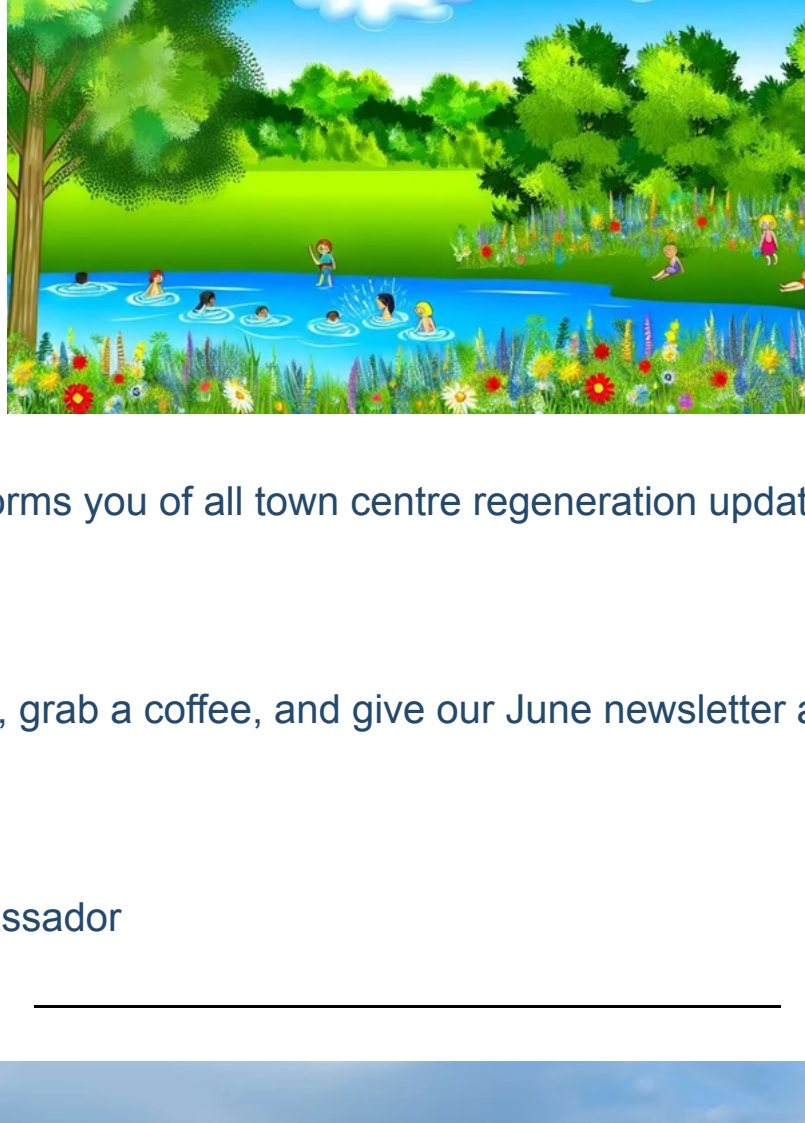 orms you of all town centre regeneration updat
, grab a coffee, and give our June newsletter a
ssador